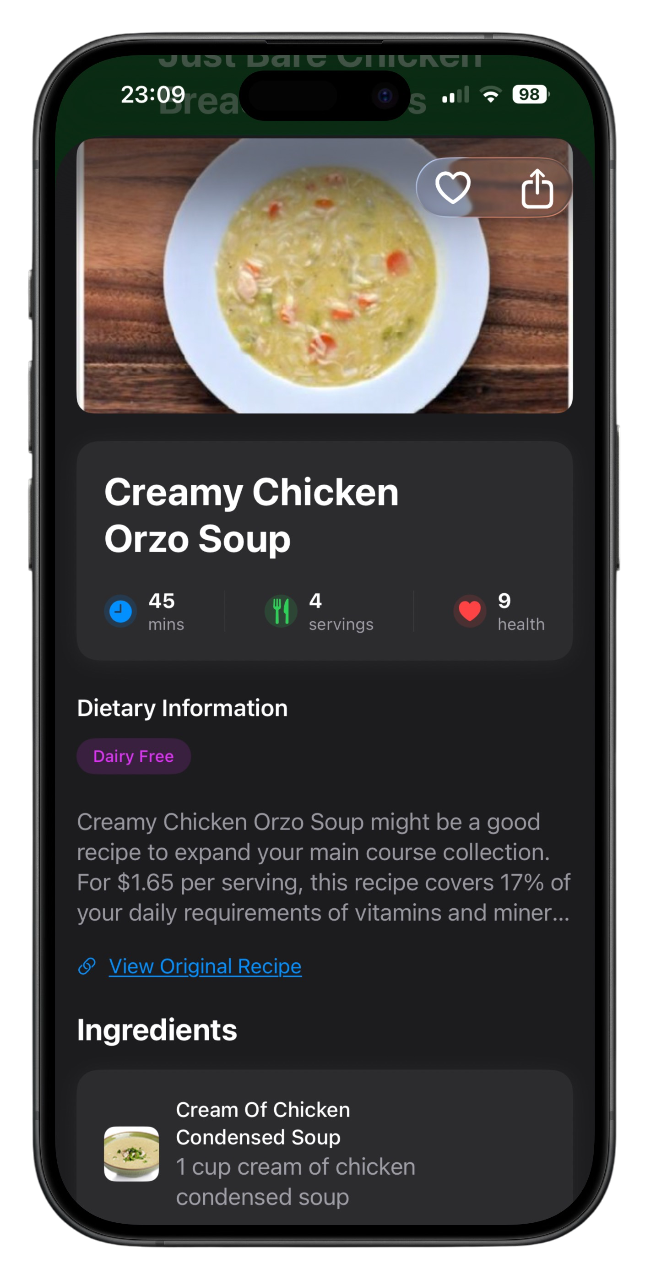 Just Bare Chicken
23:09
98
Creamy Chicken
Orzo Soup
45
mins
4
servings
9
health
Dietary Information
Dairy Free
Creamy Chicken Orzo Soup might be a good
recipe to expand your main course collection.
For $1.65 per serving, this recipe covers 17% of
your daily requirements of vitamins and miner...
View Original Recipe
Ingredients
Cream Of Chicken
Condensed Soup
1 cup cream of chicken
condensed soup